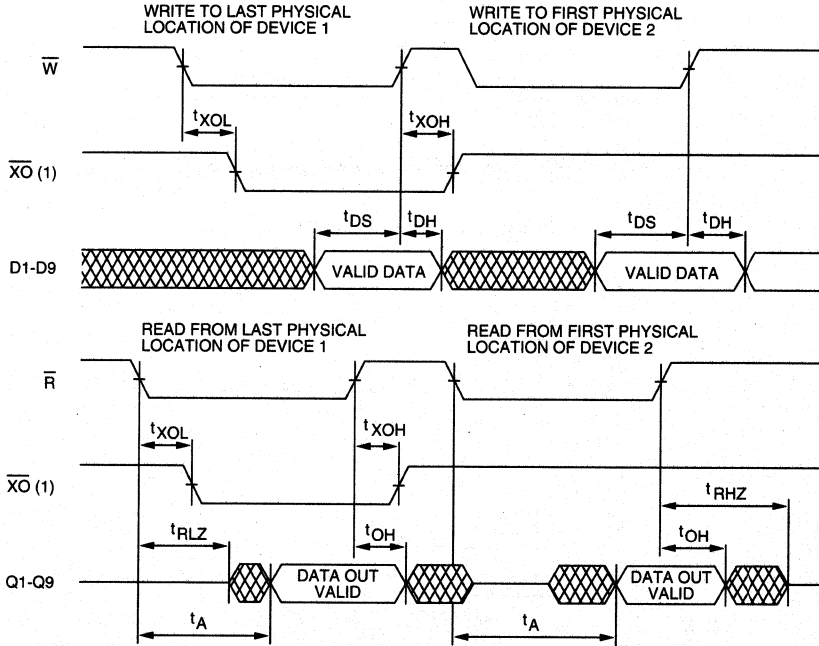 WRITE TO LAST PHYSICAL
LOCATION OF DEVICE 1
WRITE TO FIRST PHYSICAL
LOCATION OF DEVICE 2
W̅
tXOL
tXOH
X̅O̅ (1)
tDS
tDH
tDS
tDH
D1-D9
VALID DATA
VALID DATA
READ FROM LAST PHYSICAL
LOCATION OF DEVICE 1
READ FROM FIRST PHYSICAL
LOCATION OF DEVICE 2
R̅
tXOL
tXOH
X̅O̅ (1)
tRHZ
tRLZ
tOH
tOH
Q1-Q9
DATA OUT
VALID
DATA OUT
VALID
tA
tA